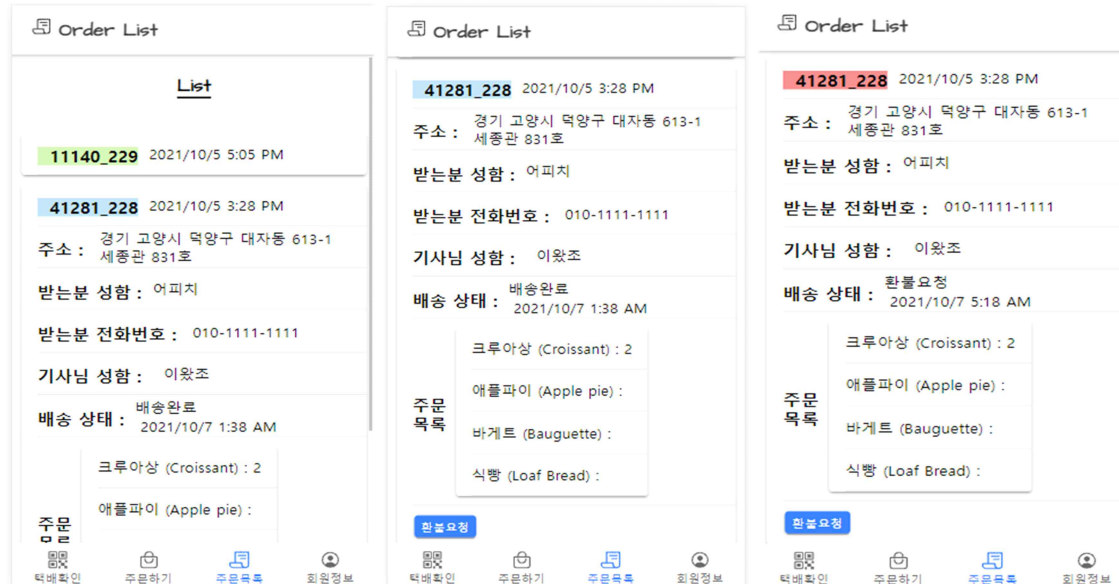 Order List
List
11140_229 2021/10/5 5:05 PM
41281_228 2021/10/5 3:28 PM
주소 : 경기 고양시 덕양구 대자동 613-1
세종관 831호
받는분 성함 : 어피치
받는분 전화번호 : 010-1111-1111
기사님 성함 : 이왔조
배송 상태 : 배송완료
2021/10/7 1:38 AM
크루아상 (Croissant) : 2
애플파이 (Apple pie) :
주문
목록
택배확인 주문하기 주문목록 회원정보
Order List
41281_228 2021/10/5 3:28 PM
주소 : 경기 고양시 덕양구 대자동 613-1
세종관 831호
받는분 성함 : 어피치
받는분 전화번호 : 010-1111-1111
기사님 성함 : 이왔조
배송 상태 : 배송완료
2021/10/7 1:38 AM
주문
목록
크루아상 (Croissant) : 2
애플파이 (Apple pie) :
바게트 (Bauguette) :
식빵 (Loaf Bread) :
환불요청
택배확인 주문하기 주문목록 회원정보
Order List
41281_228 2021/10/5 3:28 PM
주소 : 경기 고양시 덕양구 대자동 613-1
세종관 831호
받는분 성함 : 어피치
받는분 전화번호 : 010-1111-1111
기사님 성함 : 이왔조
배송 상태 : 환불요청
2021/10/7 5:18 AM
주문
목록
크루아상 (Croissant) : 2
애플파이 (Apple pie) :
바게트 (Bauguette) :
식빵 (Loaf Bread) :
환불요청
택배확인 주문하기 주문목록 회원정보